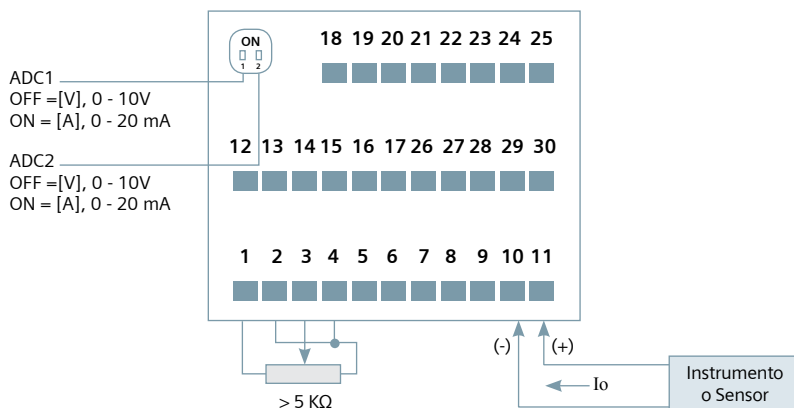 ON
1 2
18 19 20 21 22 23 24 25
ADC1
OFF =[V], 0 - 10V
ON = [A], 0 - 20 mA
12 13 14 15 16 17 26 27 28 29 30
ADC2
OFF =[V], 0 - 10V
ON = [A], 0 - 20 mA
1 2 3 4 5 6 7 8 9 10 11
(-) (+)
Io
Instrumento
o Sensor
> 5 KΩ